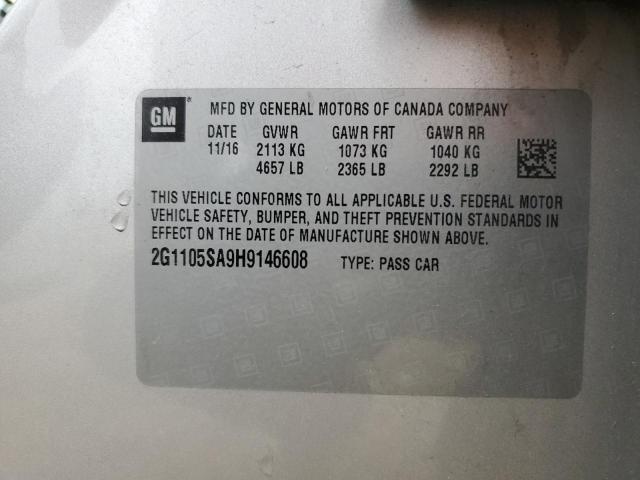 GM
MFD BY GENERAL MOTORS OF CANADA COMPANY
DATE GVWR GAWR FRT GAWR RR
11/16 2113 KG 1073 KG 1040 KG
4657 LB 2365 LB 2292 LB
THIS VEHICLE CONFORMS TO ALL APPLICABLE U.S. FEDERAL MOTOR
VEHICLE SAFETY, BUMPER, AND THEFT PREVENTION STANDARDS IN
EFFECT ON THE DATE OF MANUFACTURE SHOWN ABOVE.
2G1105SA9H9146608 TYPE: PASS CAR